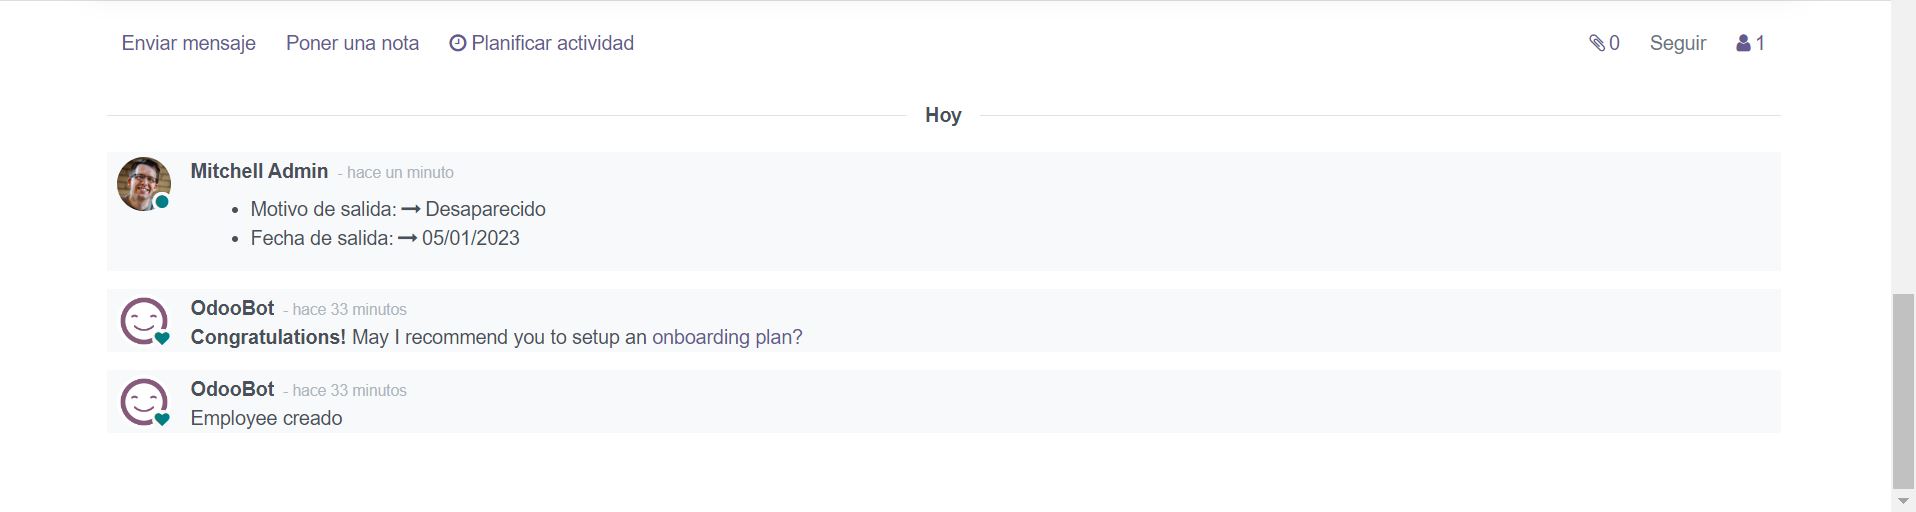 Enviar mensaje Poner una nota Planificar actividad 0 Seguir 1
Hoy
Mitchell Admin - hace un minuto
• Motivo de salida: → Desaparecido
• Fecha de salida: → 05/01/2023
OdooBot - hace 33 minutos
Congratulations! May I recommend you to setup an onboarding plan?
OdooBot - hace 33 minutos
Employee creado